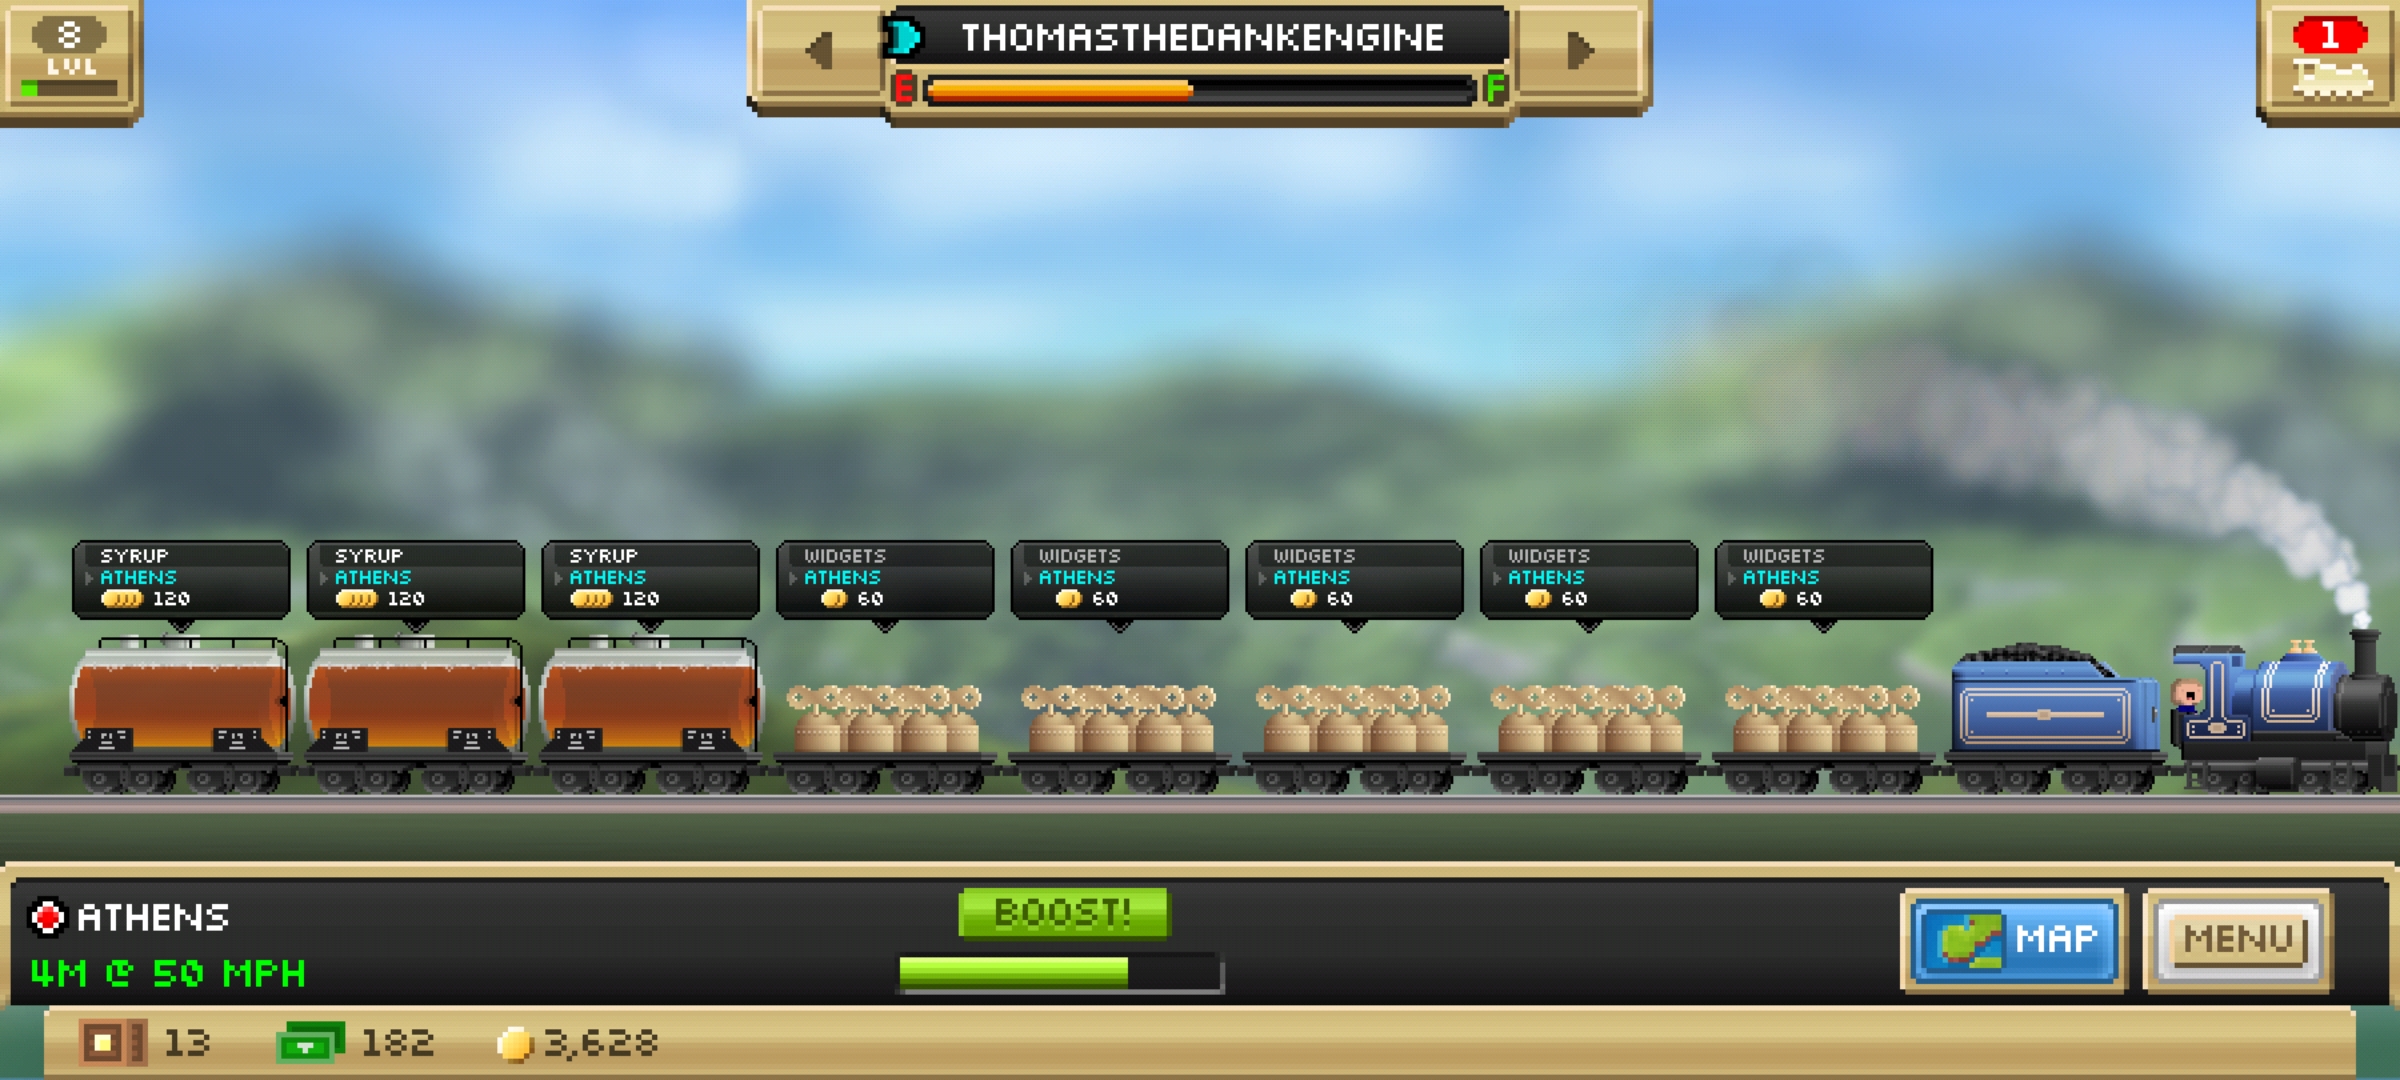 8
LVL
THOMASTHEDANKENGINE
E F
1
SYRUP
ATHENS
120
SYRUP
ATHENS
120
SYRUP
ATHENS
120
WIDGETS
ATHENS
60
WIDGETS
ATHENS
60
WIDGETS
ATHENS
60
WIDGETS
ATHENS
60
WIDGETS
ATHENS
60
ATHENS
4M @ 50 MPH
BOOST!
MAP
MENU
13
182
3,628